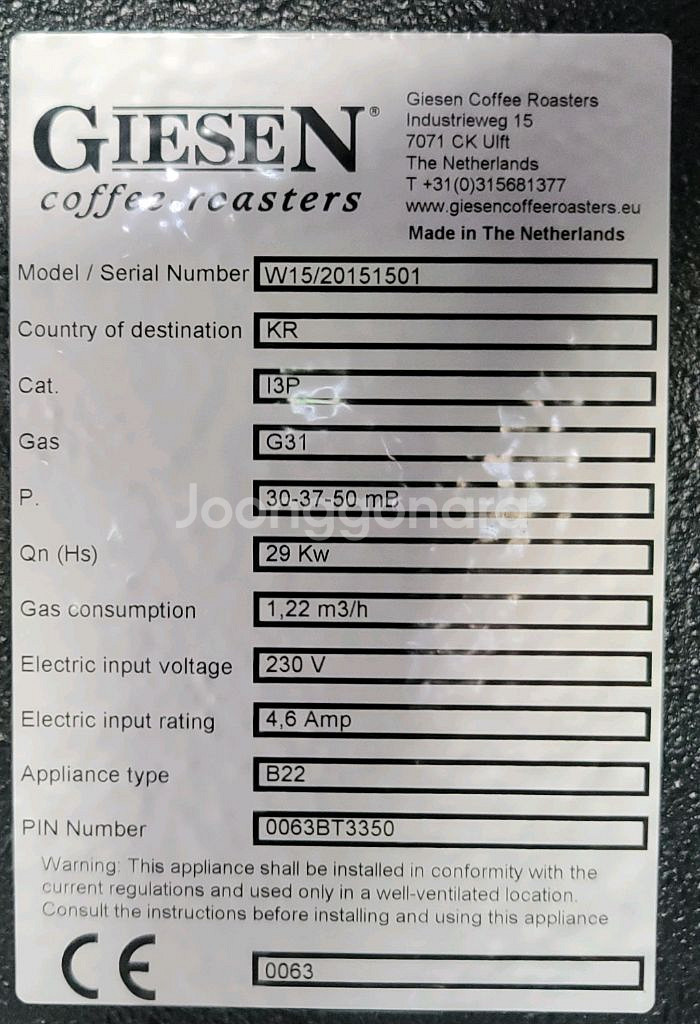 GIESEN®
coffee roasters
Giesen Coffee Roasters
Industrieweg 15
7071 CK Ulft
The Netherlands
T +31(0)315681377
www.giesencoffeeroasters.eu
Made in The Netherlands
Model / Serial Number W15/20151501
Country of destination KR
Cat. I3P
Gas G31
P. 30-37-50 mB
Joonggonara
Qn (Hs) 29 Kw
Gas consumption 1,22 m3/h
Electric input voltage 230 V
Electric input rating 4,6 Amp
Appliance type B22
PIN Number 0063BT3350
Warning: This appliance shall be installed in conformity with the
current regulations and used only in a well-ventilated location.
Consult the instructions before installing and using this appliance
CE 0063